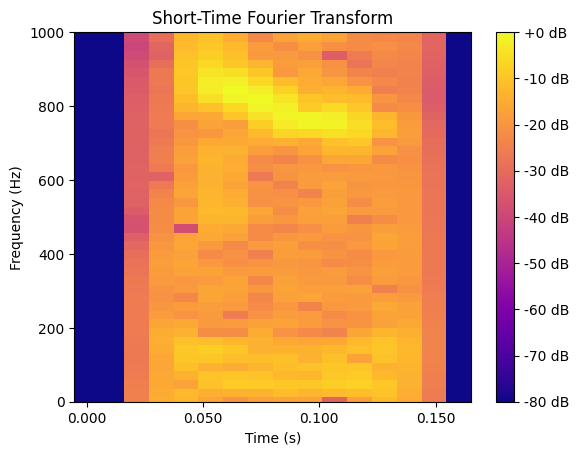 Short-Time Fourier Transform
1000
800
600
400
200
0
Frequency (Hz)
0.000
0.050
0.100
0.150
Time (s)
+0 dB
-10 dB
-20 dB
-30 dB
-40 dB
-50 dB
-60 dB
-70 dB
-80 dB